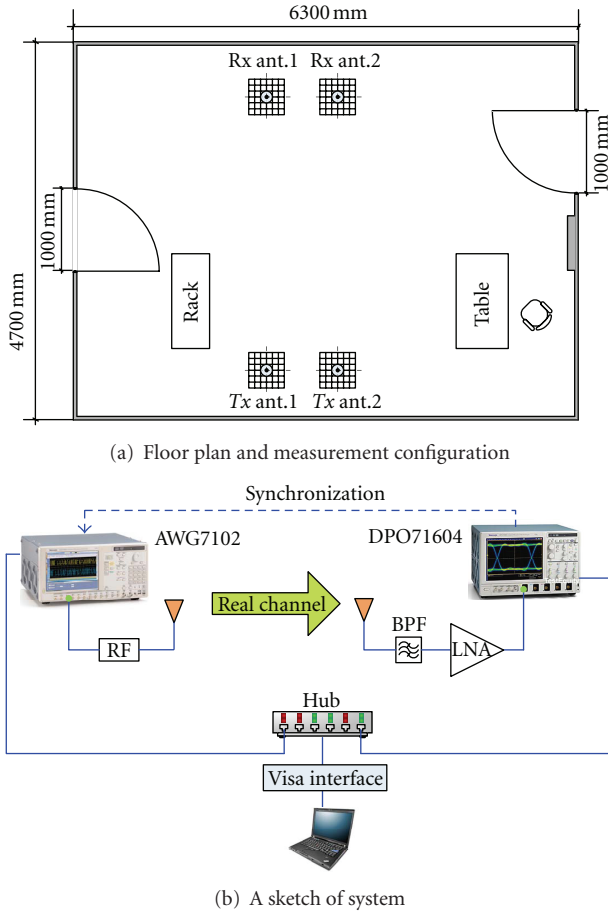 6300 mm
Rx ant.1 Rx ant.2
1000 mm
1000 mm
4700 mm
Rack
Table
Tx ant.1 Tx ant.2
(a) Floor plan and measurement configuration
Synchronization
AWG7102
DPO71604
Real channel
BPF
RF
LNA
Hub
Visa interface
(b) A sketch of system